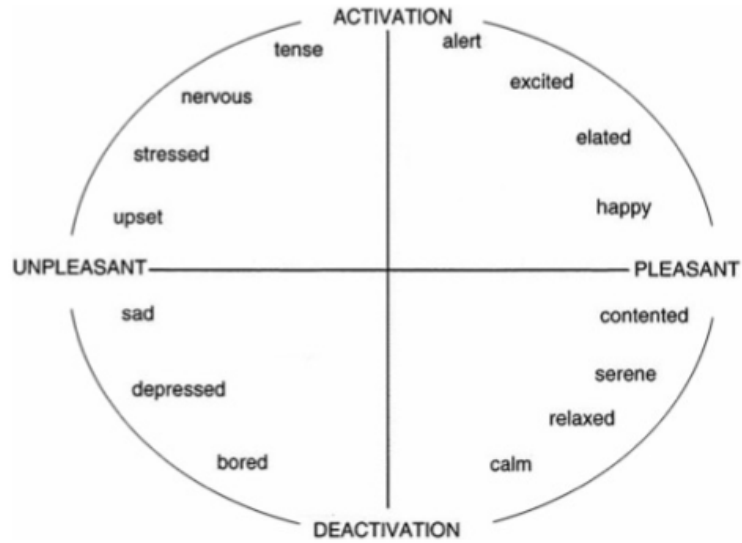 ACTIVATION
tense
alert
nervous
excited
stressed
elated
upset
happy
UNPLEASANT
PLEASANT
sad
contented
depressed
serene
relaxed
bored
calm
DEACTIVATION